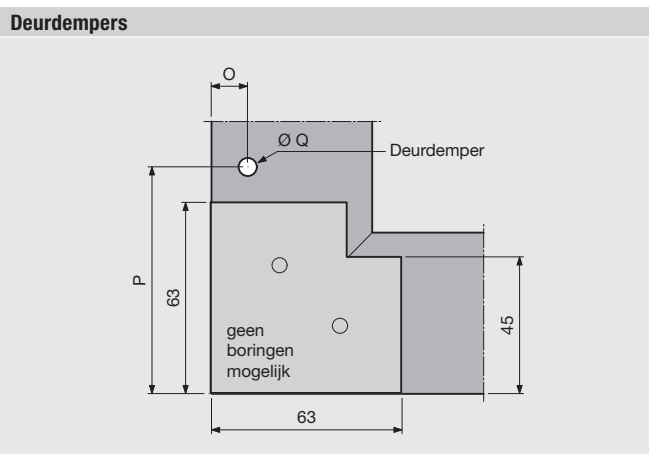 Deurdempers
O
Ø Q
Deurdemper
P
63
geen
boringen
mogelijk
45
63